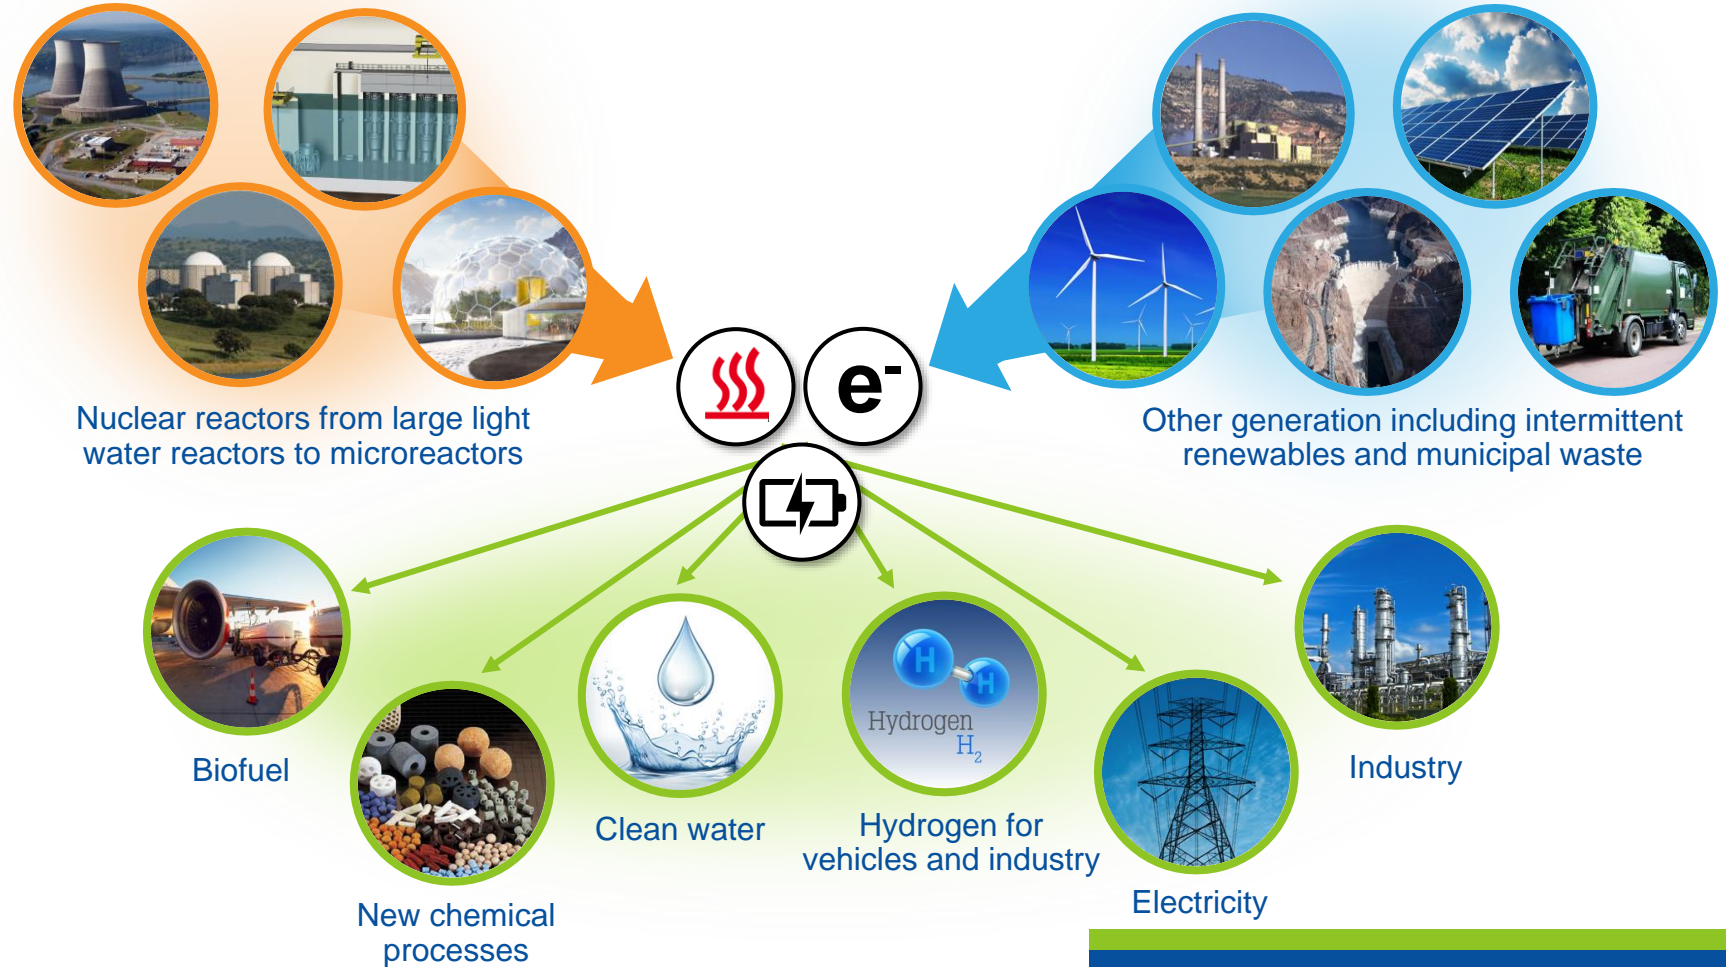 e-
Nuclear reactors from large light
water reactors to microreactors
Other generation including intermittent
renewables and municipal waste
H
H
Hydrogen
H2
Biofuel
New chemical
processes
Clean water
Hydrogen for
vehicles and industry
Electricity
Industry